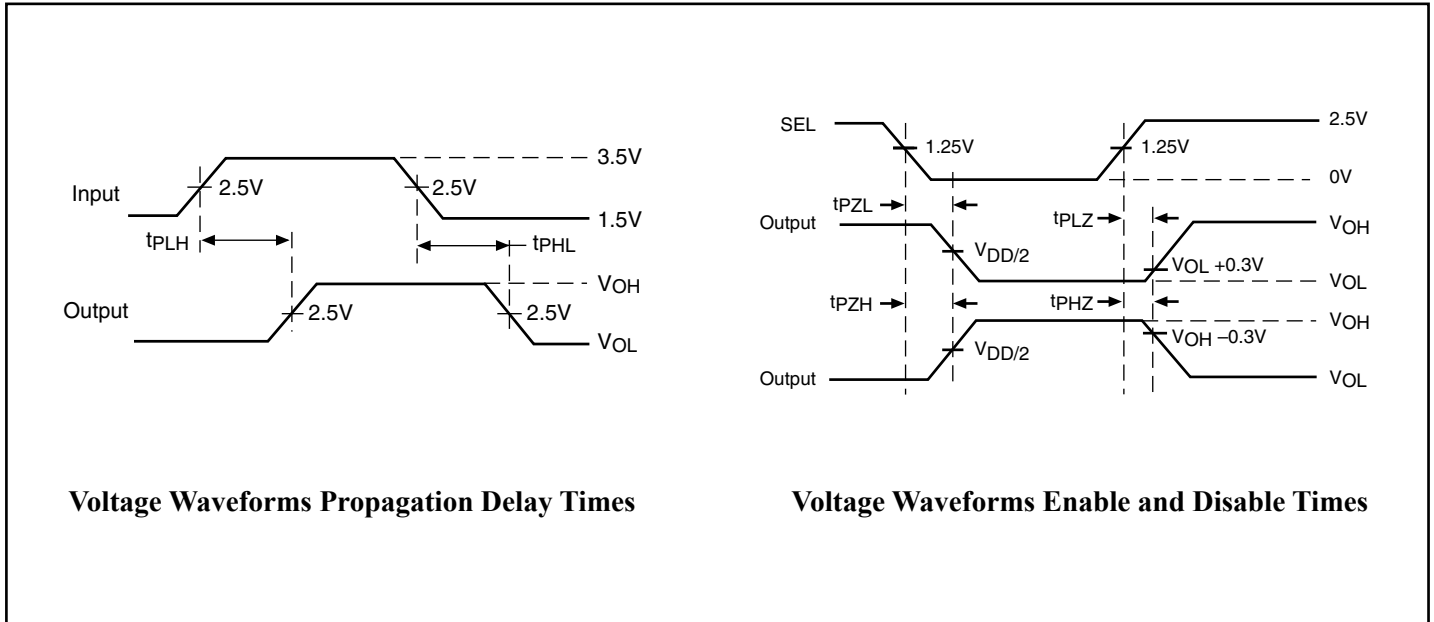 Input
2.5V
2.5V
3.5V
1.5V
tPLH
tPHL
Output
2.5V
2.5V
VOH
VOL
Voltage Waveforms Propagation Delay Times
SEL
1.25V
1.25V
2.5V
0V
tPZL
tPLZ
Output
VDD/2
VOL +0.3V
VOH
VOL
tPZH
tPHZ
Output
VDD/2
VOH –0.3V
VOH
VOL
Voltage Waveforms Enable and Disable Times